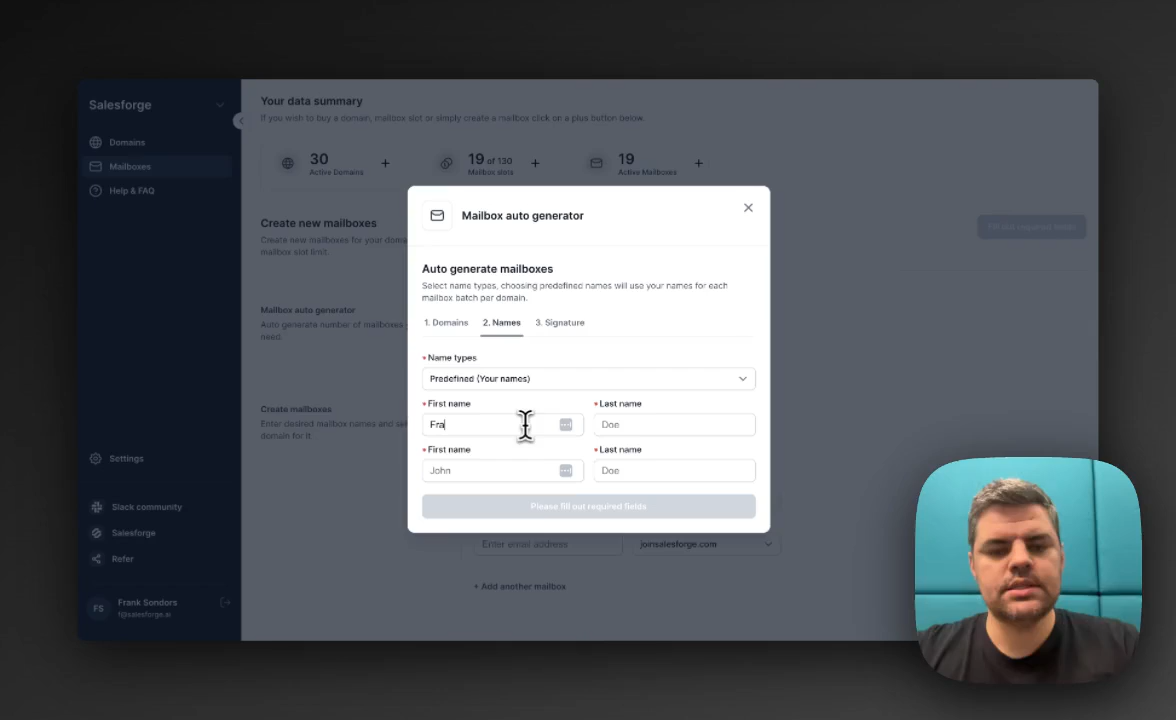 Salesforge
Domains
Mailboxes
Help & FAQ
Settings
Slack community
Salesforge
Refer
FS
Frank Sondors
f@salesforge.ai
Your data summary
If you wish to buy a domain, mailbox slot or simply create a mailbox click on a plus button below.
30
Active Domains
+
19 of 130
Mailbox slots
+
19
Active Mailboxes
+
Create new mailboxes
Create new mailboxes for your doma
mailbox slot limit.
Fill out required fields
Mailbox auto generator
Auto generate number of mailboxes
need.
Create mailboxes
Enter desired mailbox names and sel
domain for it.
Mailbox auto generator
Auto generate mailboxes
Select name types, choosing predefined names will use your names for each
mailbox batch per domain.
1. Domains
2. Names
3. Signature
* Name types
Predefined (Your names)
* First name
* Last name
Fra
Doe
* First name
* Last name
John
Doe
Please fill out required fields
Enter email address
joinsalesforge.com
+ Add another mailbox